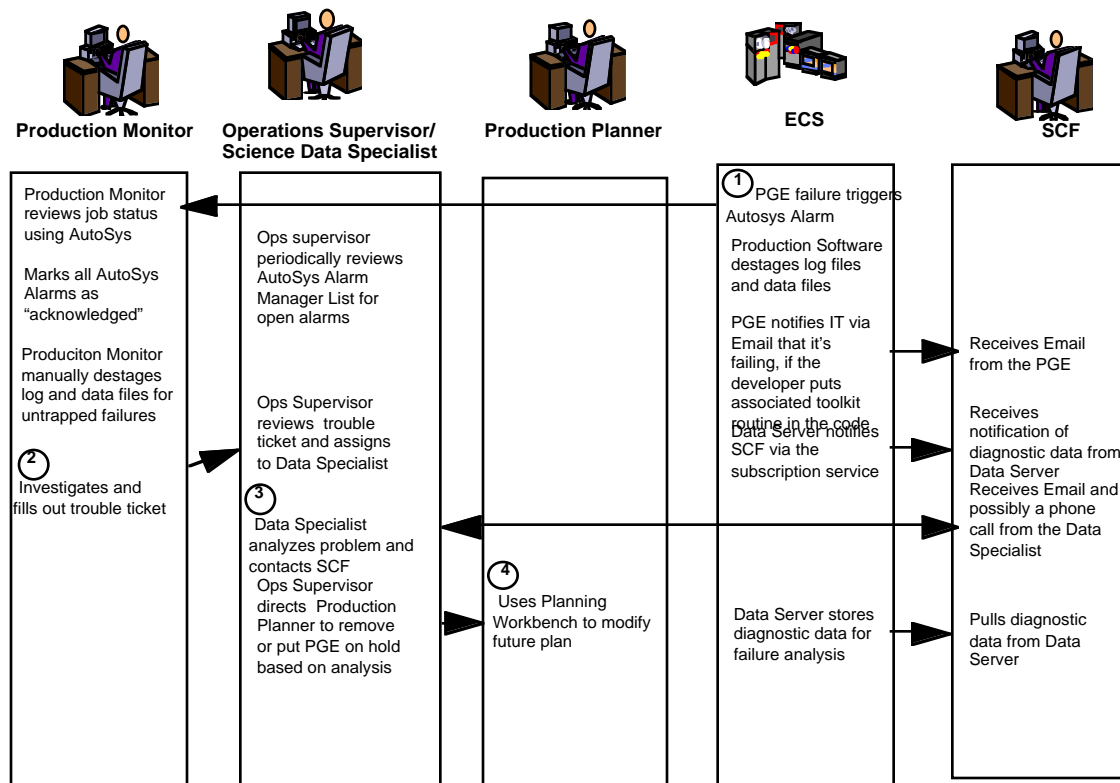 Production Monitor
Operations Supervisor/
Science Data Specialist
Production Planner
ECS
SCF
Production Monitor
reviews job status
using AutoSys
Marks all AutoSys
Alarms as
“acknowledged”
Produciton Monitor
manually destages
log and data files for
untrapped failures
2
Investigates and
fills out trouble ticket
Ops supervisor
periodically reviews
AutoSys Alarm
Manager List for
open alarms
Ops Supervisor
reviews trouble
ticket and assigns
to Data Specialist
3
Data Specialist
analyzes problem and
contacts SCF
Ops Supervisor
directs Production
Planner to remove
or put PGE on hold
based on analysis
4
Uses Planning
Workbench to modify
future plan
1
PGE failure triggers
Autosys Alarm
Production Software
destages log files
and data files
PGE notifies IT via
Email that it’s
failing, if the
developer puts
associated toolkit
routine in the code
Data Server notifies
SCF via the
subscription service
Data Server stores
diagnostic data for
failure analysis
Receives Email
from the PGE
Receives
notification of
diagnostic data from
Data Server
Receives Email and
possibly a phone
call from the Data
Specialist
Pulls diagnostic
data from Data
Server